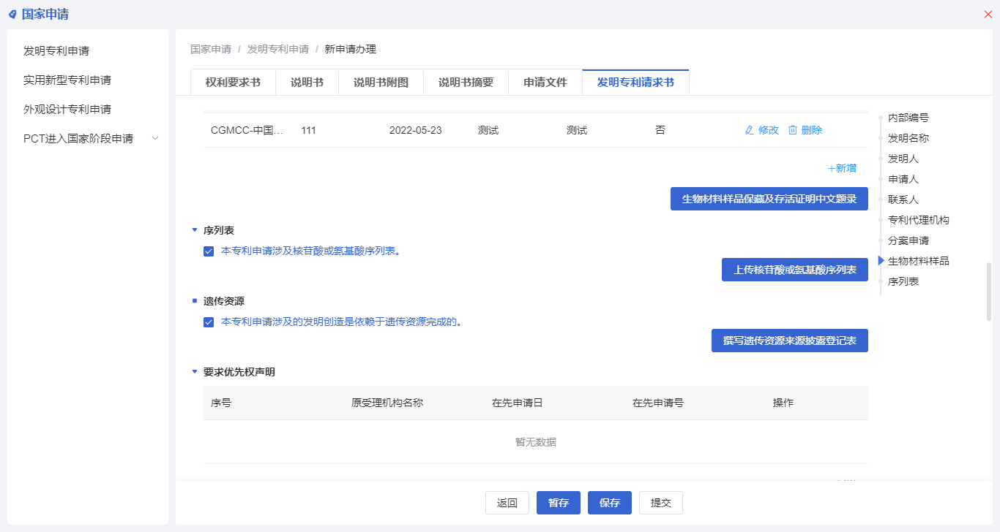 国家申请
发明专利申请
实用新型专利申请
外观设计专利申请
PCT进入国家阶段申请
国家申请 / 发明专利申请 / 新申请办理
权利要求书 说明书 说明书附图 说明书摘要 申请文件 发明专利请求书
CGMCC-中国... 111 2022-05-23 测试 测试 否 修改 删除
+新增
生物材料样品保藏及存活证明中文题录
序列表
本专利申请涉及核苷酸或氨基酸序列表。
上传核苷酸或氨基酸序列表
遗传资源
本专利申请涉及的发明创造是依赖于遗传资源完成的。
撰写遗传资源来源披露登记表
要求优先权声明
序号 原受理机构名称 在先申请日 在先申请号 操作
暂无数据
内部编号
发明名称
发明人
申请人
联系人
专利代理机构
分案申请
生物材料样品
序列表
返回 暂存 保存 提交